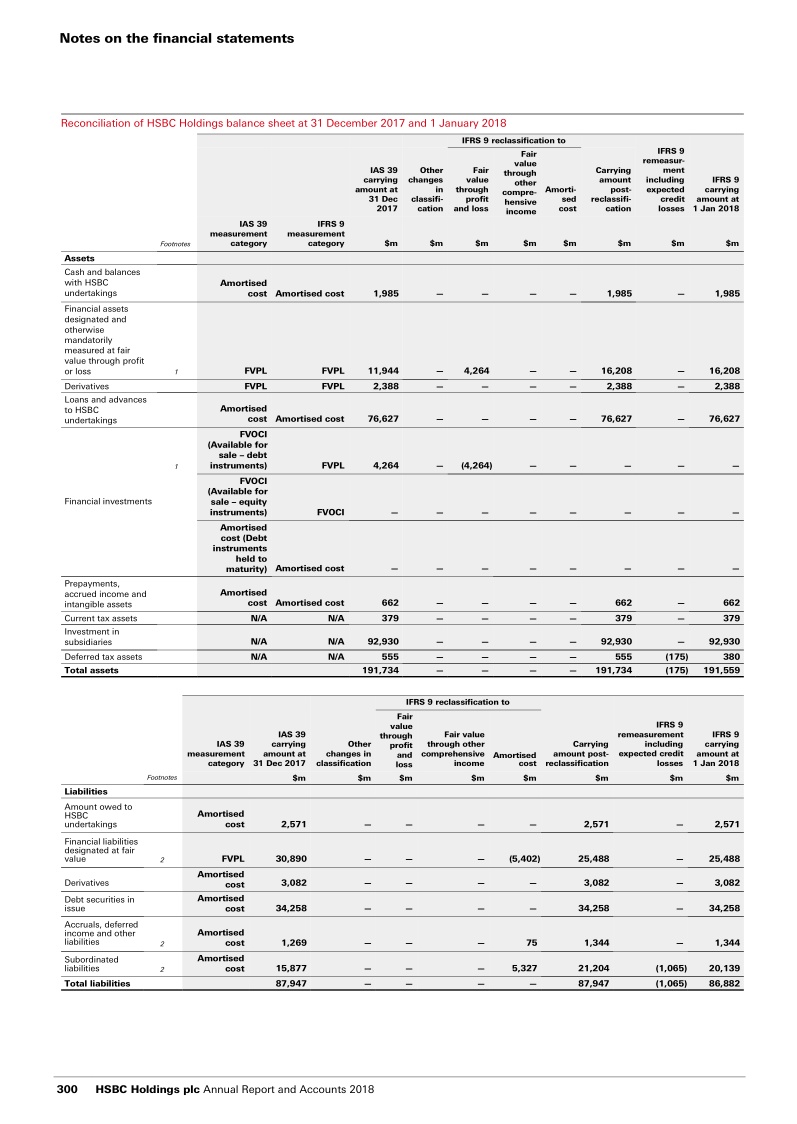 Notes on the financial statements
Reconciliation of HSBC Holdings balance sheet at 31 December 2017 and 1 January 2018
IFRS 9 reclassification to
Footnotes
IAS 39 measurement category
IFRS 9 measurement category
IAS 39 carrying amount at 31 Dec 2017
Other changes in classifi-cation
Fair value through profit and loss
Fair value through other compre-hensive income
Amorti-sed cost
Carrying amount post-reclassifi-cation
IFRS 9 remeasur-ment including expected credit losses
IFRS 9 carrying amount at 1 Jan 2018
$m $m $m $m $m $m $m $m
Assets
Cash and balances
with HSBC
undertakings Amortised cost Amortised cost 1,985 – – – – 1,985 – 1,985
Financial assets
designated and
otherwise
mandatorily
measured at fair
value through profit
or loss 1 FVPL FVPL 11,944 – 4,264 – – 16,208 – 16,208
Derivatives FVPL FVPL 2,388 – – – – 2,388 – 2,388
Loans and advances
to HSBC
undertakings Amortised cost Amortised cost 76,627 – – – – 76,627 – 76,627
Financial investments
1 FVOCI (Available for sale – debt instruments) FVPL 4,264 – (4,264) – – – – –
FVOCI (Available for sale – equity instruments) FVOCI – – – – – – – –
Amortised cost (Debt instruments held to maturity) Amortised cost – – – – – – – –
Prepayments,
accrued income and
intangible assets Amortised cost Amortised cost 662 – – – – 662 – 662
Current tax assets N/A N/A 379 – – – – 379 – 379
Investment in
subsidiaries N/A N/A 92,930 – – – – 92,930 – 92,930
Deferred tax assets N/A N/A 555 – – – – 555 (175) 380
Total assets 191,734 – – – – 191,734 (175) 191,559
IFRS 9 reclassification to
Footnotes
IAS 39 measurement category
IAS 39 carrying amount at 31 Dec 2017
Other changes in classification
Fair value through profit and loss
Fair value through other comprehensive income
Amortised cost
Carrying amount post-reclassification
IFRS 9 remeasurement including expected credit losses
IFRS 9 carrying amount at 1 Jan 2018
$m $m $m $m $m $m $m $m
Liabilities
Amount owed to
HSBC
undertakings Amortised cost 2,571 – – – – 2,571 – 2,571
Financial liabilities
designated at fair
value 2 FVPL 30,890 – – – (5,402) 25,488 – 25,488
Derivatives Amortised cost 3,082 – – – – 3,082 – 3,082
Debt securities in
issue Amortised cost 34,258 – – – – 34,258 – 34,258
Accruals, deferred
income and other
liabilities 2 Amortised cost 1,269 – – – 75 1,344 – 1,344
Subordinated
liabilities 2 Amortised cost 15,877 – – – 5,327 21,204 (1,065) 20,139
Total liabilities 87,947 – – – – 87,947 (1,065) 86,882
300 HSBC Holdings plc Annual Report and Accounts 2018